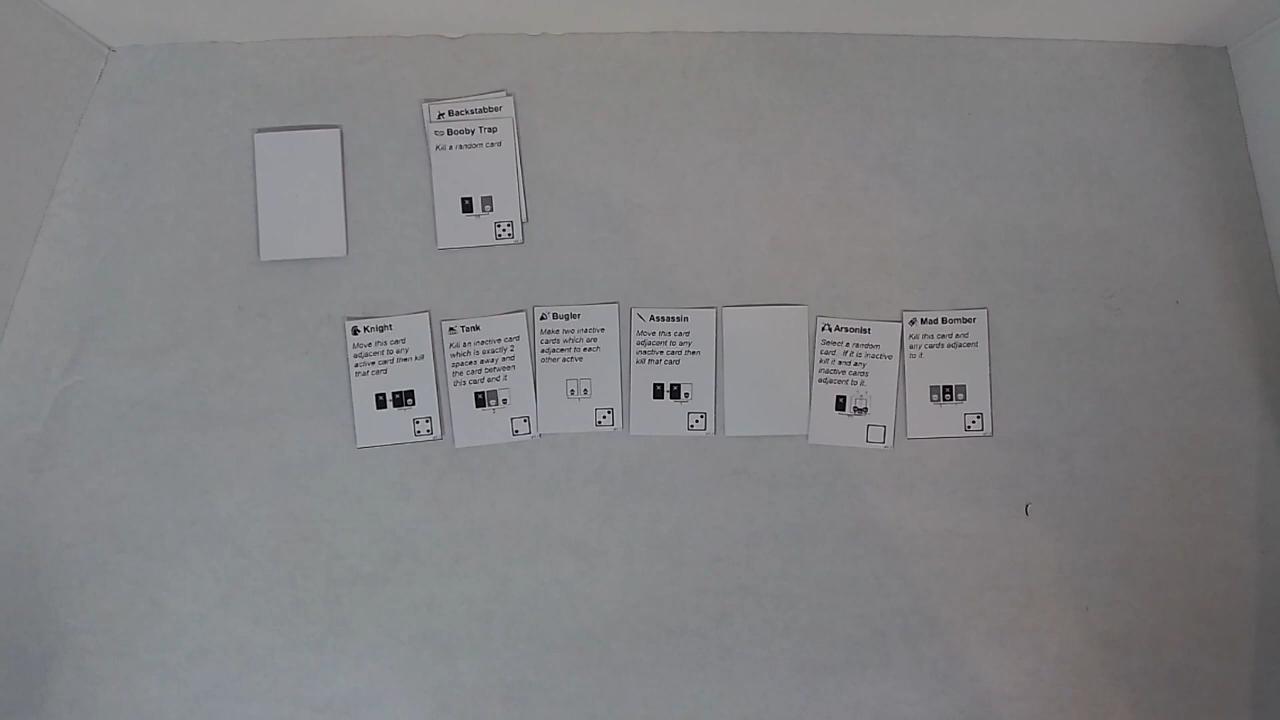 Backstabber
Booby Trap
Kill a random card
Knight
Move this card
adjacent to any
active card then kill
that card
Tank
Kill an inactive card
which is exactly 2
spaces away and
the card between
this card and it
Bugler
Make two inactive
cards which are
adjacent to each
other active
Assassin
Move this card
adjacent to any
inactive card then
kill that card
Arsonist
Select a random
card. If it is inactive
kill it and any
inactive cards
adjacent to it.
Mad Bomber
Kill this card and
any cards adjacent
to it.